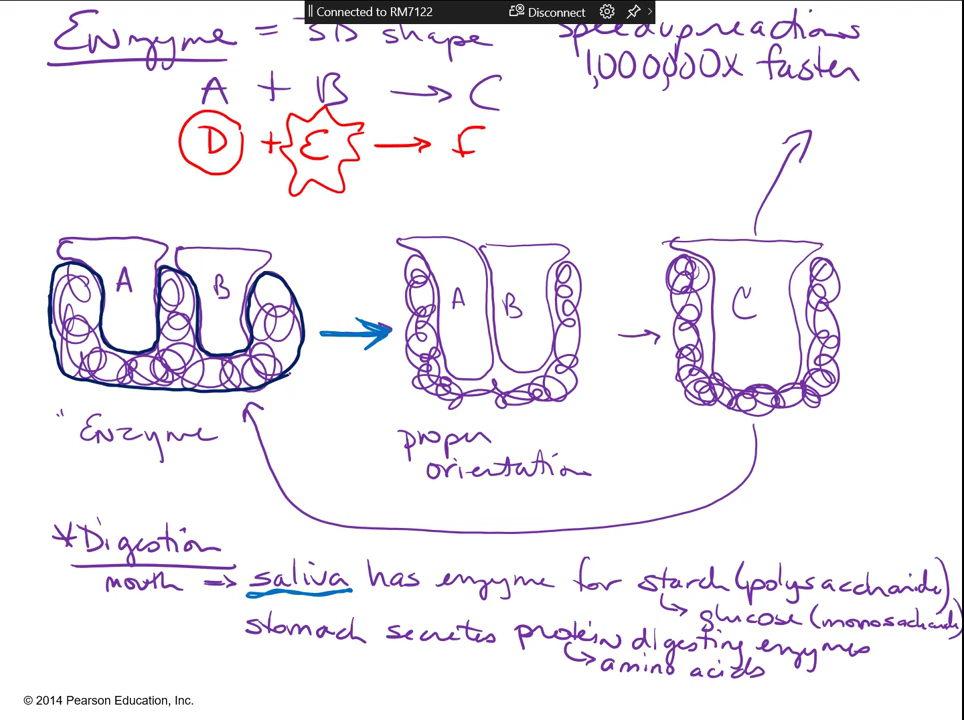 Connected to RM7122 Disconnect
Enzyme = 3D shape speed up reactions
1,000,000x faster
A + B → C
D + E → F
A B A B C
Enzyme
proper
orientation
*Digestion
mouth → saliva has enzyme for starch (polysaccharide)
↳ glucose (monosacharide)
stomach secretes protein digesting enzymes
↳ amino acids
© 2014 Pearson Education, Inc.